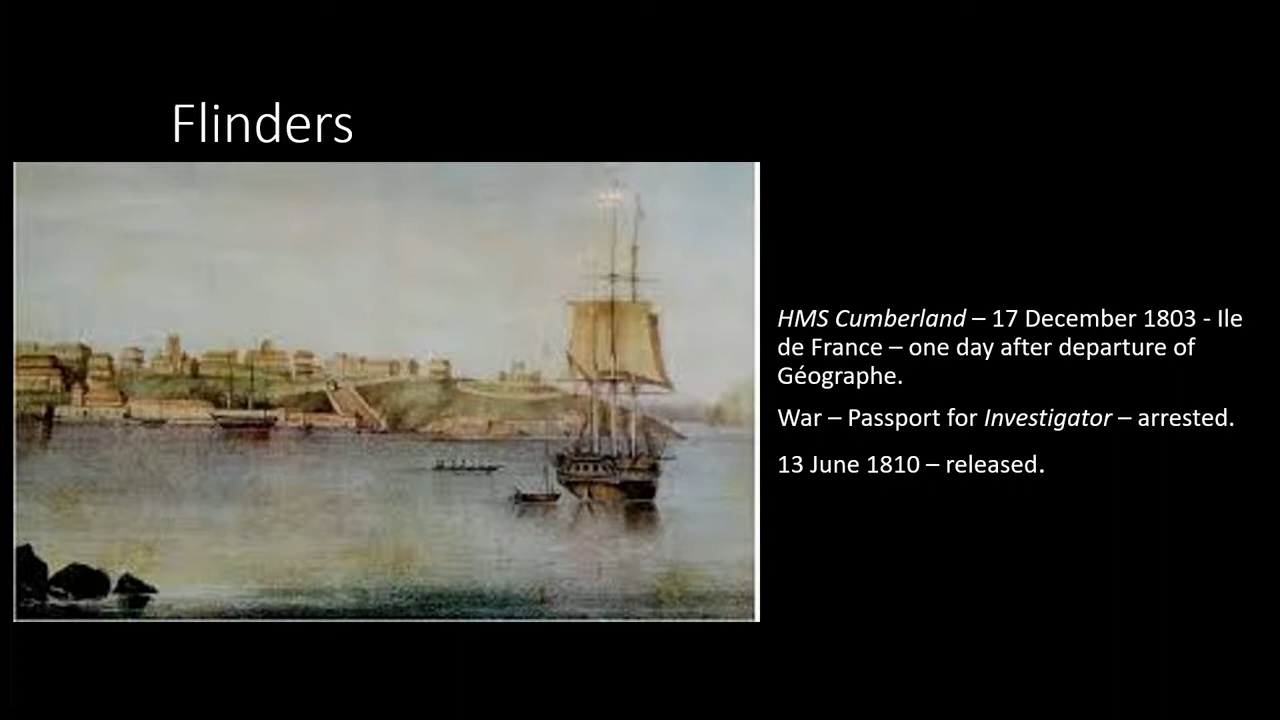 Flinders
HMS Cumberland – 17 December 1803 - Ile
de France – one day after departure of
Géographe.
War – Passport for Investigator – arrested.
13 June 1810 – released.